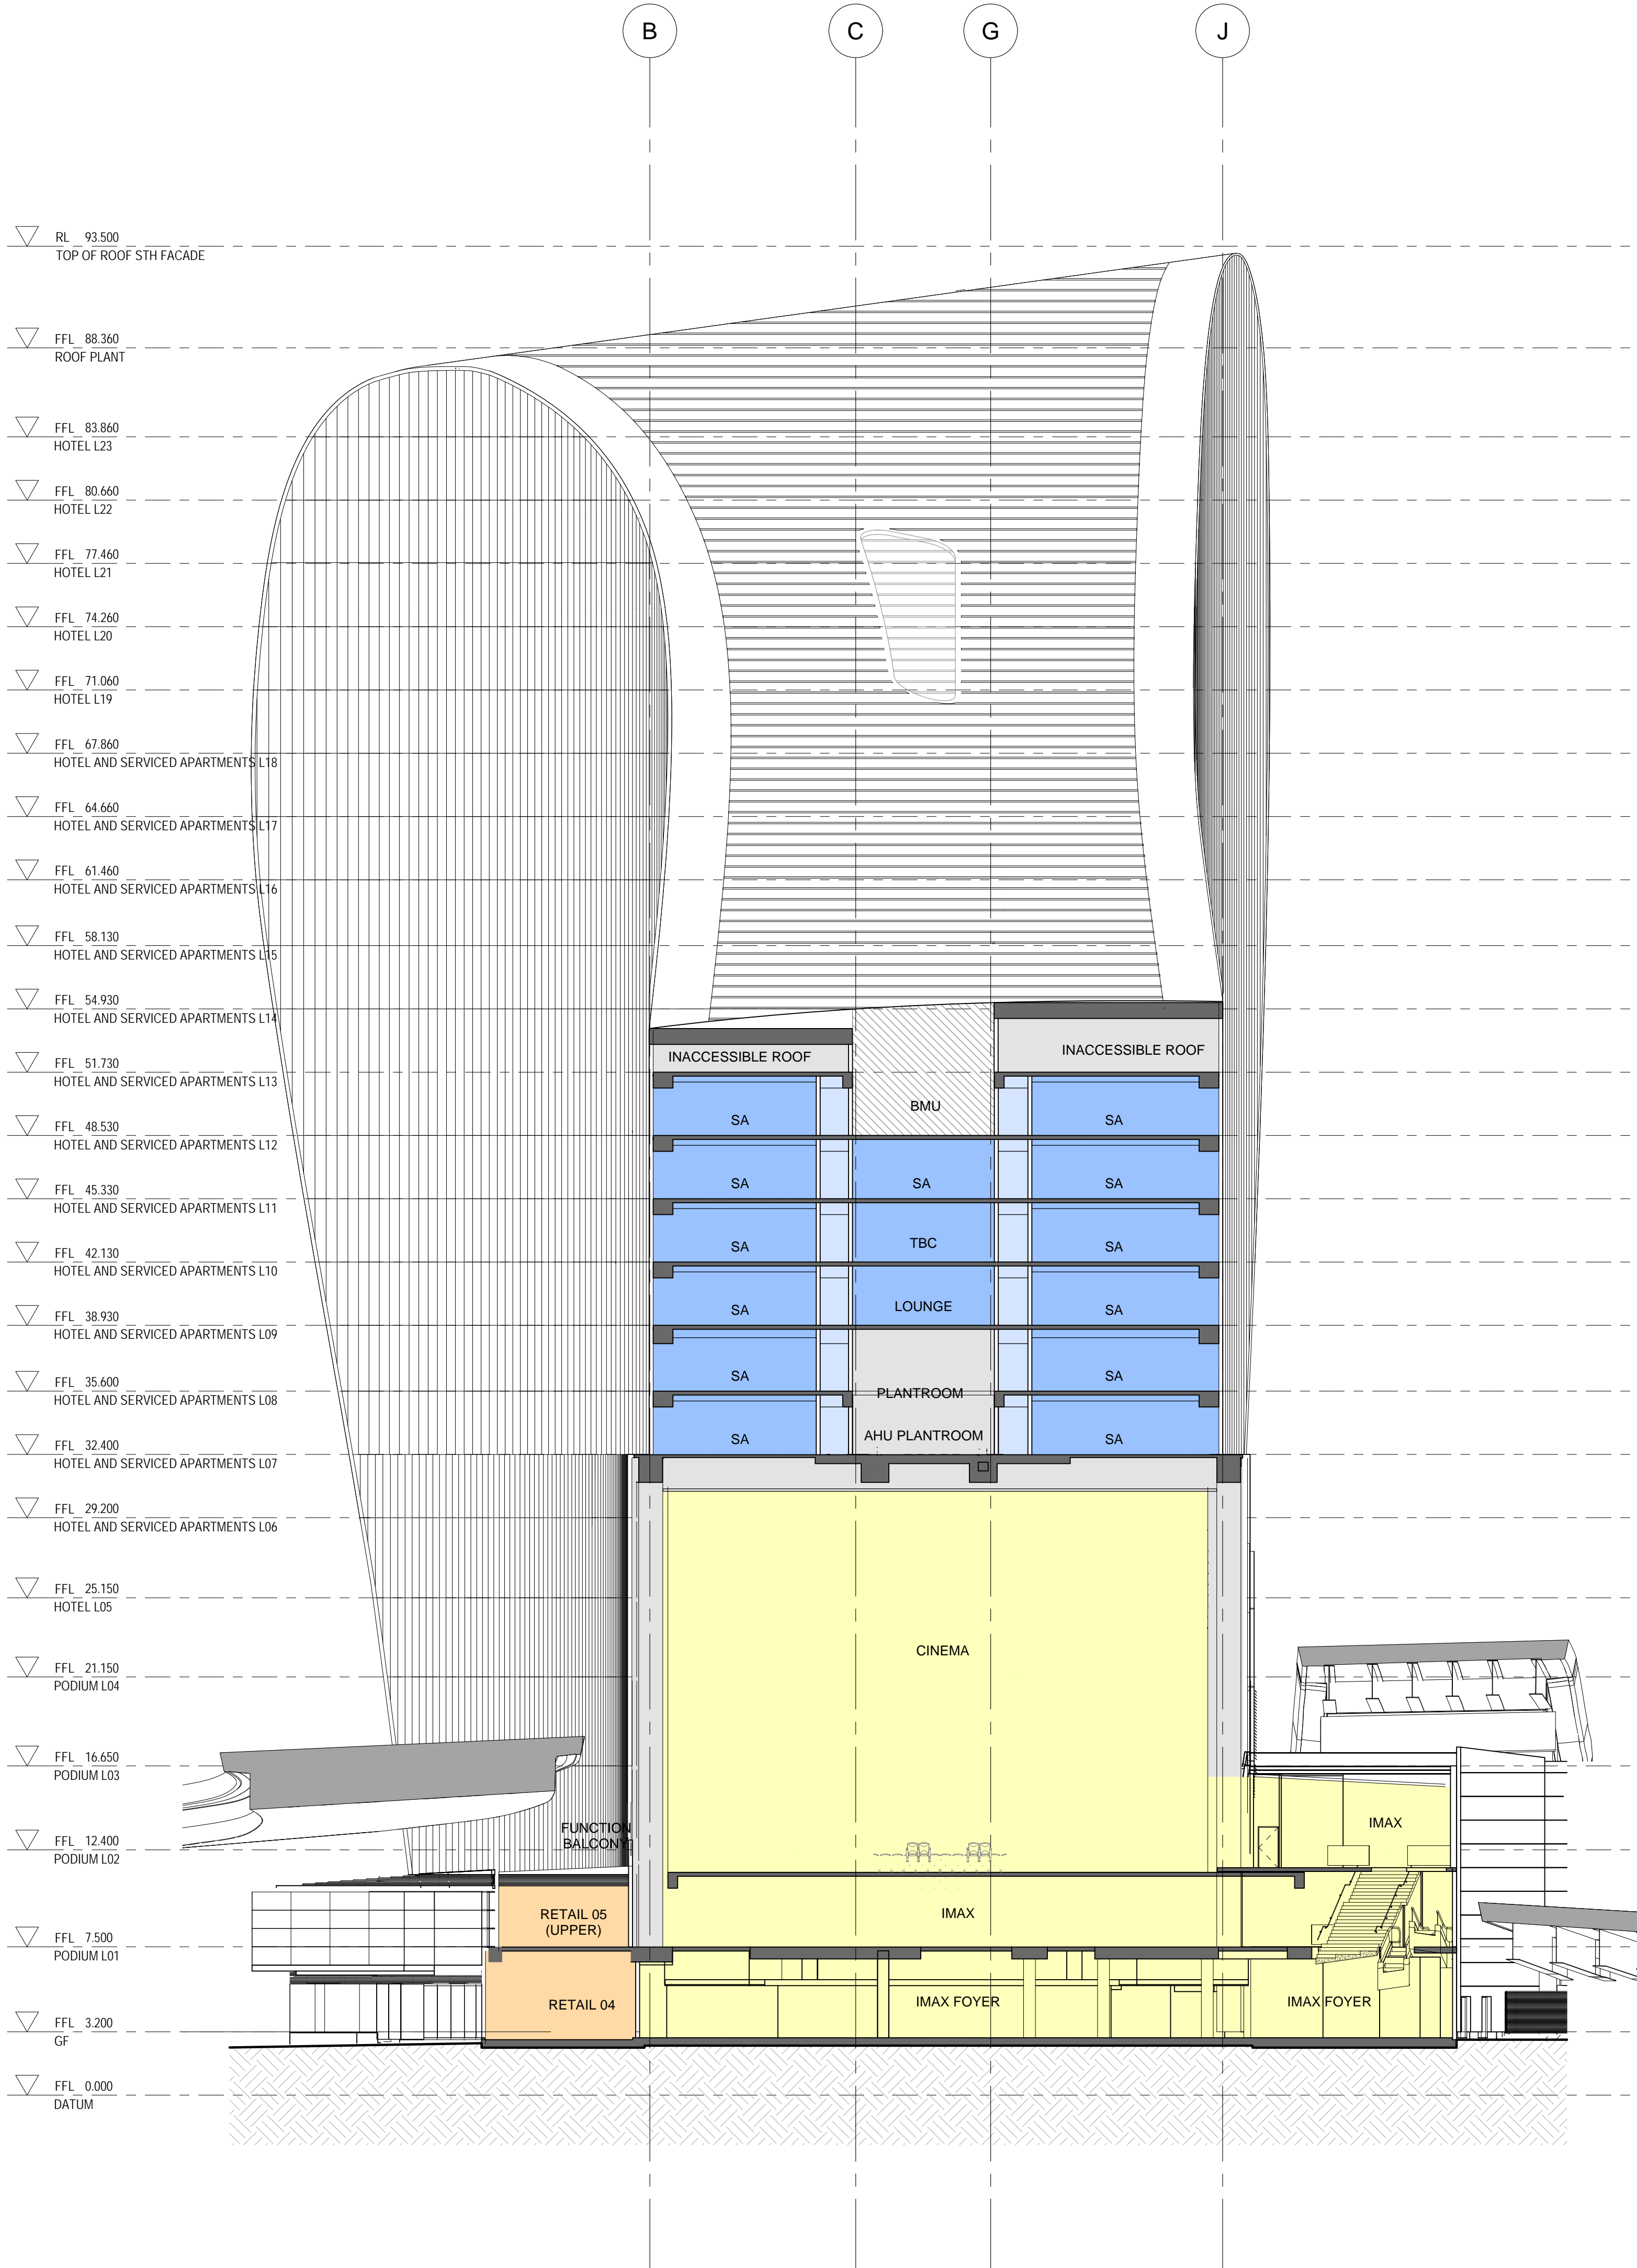 B C G J
RL 93.500
TOP OF ROOF STH FACADE
FFL 88.360
ROOF PLANT
FFL 83.860
HOTEL L23
FFL 80.660
HOTEL L22
FFL 77.460
HOTEL L21
FFL 74.260
HOTEL L20
FFL 71.060
HOTEL L19
FFL 67.860
HOTEL AND SERVICED APARTMENTS L18
FFL 64.660
HOTEL AND SERVICED APARTMENTS L17
FFL 61.460
HOTEL AND SERVICED APARTMENTS L16
FFL 58.130
HOTEL AND SERVICED APARTMENTS L15
FFL 54.930
HOTEL AND SERVICED APARTMENTS L14
INACCESSIBLE ROOF INACCESSIBLE ROOF
FFL 51.730
HOTEL AND SERVICED APARTMENTS L13
SA BMU SA
FFL 48.530
HOTEL AND SERVICED APARTMENTS L12
SA SA SA
FFL 45.330
HOTEL AND SERVICED APARTMENTS L11
SA TBC SA
FFL 42.130
HOTEL AND SERVICED APARTMENTS L10
SA LOUNGE SA
FFL 38.930
HOTEL AND SERVICED APARTMENTS L09
SA PLANTROOM SA
FFL 35.600
HOTEL AND SERVICED APARTMENTS L08
SA AHU PLANTROOM SA
FFL 32.400
HOTEL AND SERVICED APARTMENTS L07
FFL 29.200
HOTEL AND SERVICED APARTMENTS L06
FFL 25.150
HOTEL L05
CINEMA
FFL 21.150
PODIUM L04
FFL 16.650
PODIUM L03
FUNCTION
BALCONY
IMAX
FFL 12.400
PODIUM L02
RETAIL 05
(UPPER)
IMAX
FFL 7.500
PODIUM L01
RETAIL 04 IMAX FOYER IMAX FOYER
FFL 3.200
GF
FFL 0.000
DATUM